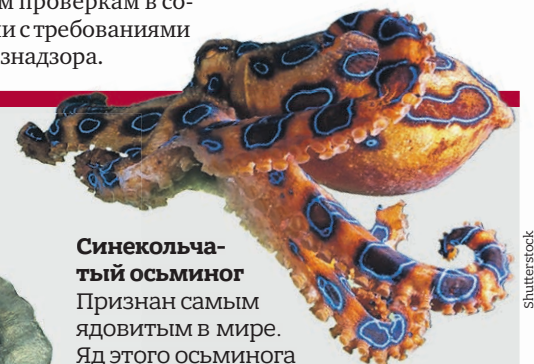 м проверкам в со-
и с требованиями
знадзора.
Синекольча-
тый осьминог
Признан самым
ядовитым в мире.
Яд этого осьминога
Shutterstock